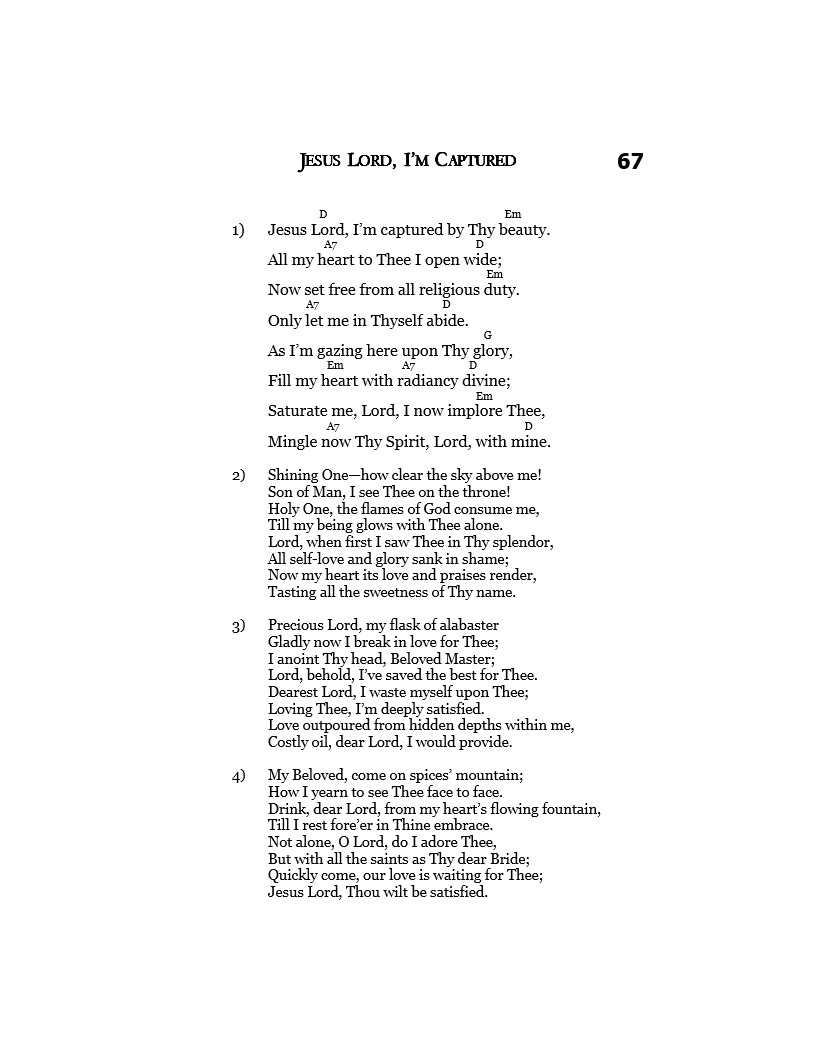 JESUS LORD, I'M CAPTURED 67
D Em
1) Jesus Lord, I'm captured by Thy beauty.
A7 D
All my heart to Thee I open wide;
Em
Now set free from all religious duty.
A7 D
Only let me in Thyself abide.
G
As I'm gazing here upon Thy glory,
Em A7 D
Fill my heart with radiancy divine;
Em
Saturate me, Lord, I now implore Thee,
A7 D
Mingle now Thy Spirit, Lord, with mine.
2) Shining One—how clear the sky above me!
Son of Man, I see Thee on the throne!
Holy One, the flames of God consume me,
Till my being glows with Thee alone.
Lord, when first I saw Thee in Thy splendor,
All self-love and glory sank in shame;
Now my heart its love and praises render,
Tasting all the sweetness of Thy name.
3) Precious Lord, my flask of alabaster
Gladly now I break in love for Thee;
I anoint Thy head, Beloved Master;
Lord, behold, I've saved the best for Thee.
Dearest Lord, I waste myself upon Thee;
Loving Thee, I'm deeply satisfied.
Love outpoured from hidden depths within me,
Costly oil, dear Lord, I would provide.
4) My Beloved, come on spices' mountain;
How I yearn to see Thee face to face.
Drink, dear Lord, from my heart's flowing fountain,
Till I rest fore'er in Thine embrace.
Not alone, O Lord, do I adore Thee,
But with all the saints as Thy dear Bride;
Quickly come, our love is waiting for Thee;
Jesus Lord, Thou wilt be satisfied.